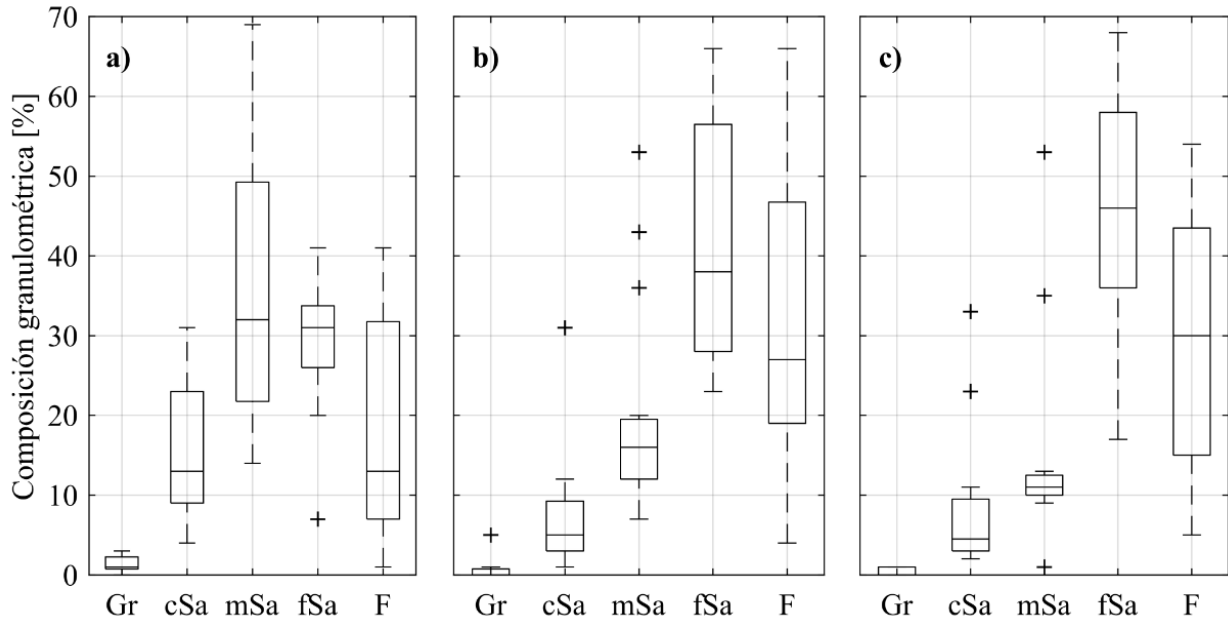 Composición granulométrica [%]
70
60
50
40
30
20
10
0
a)
b)
c)
Gr cSa mSa fSa F
Gr cSa mSa fSa F
Gr cSa mSa fSa F